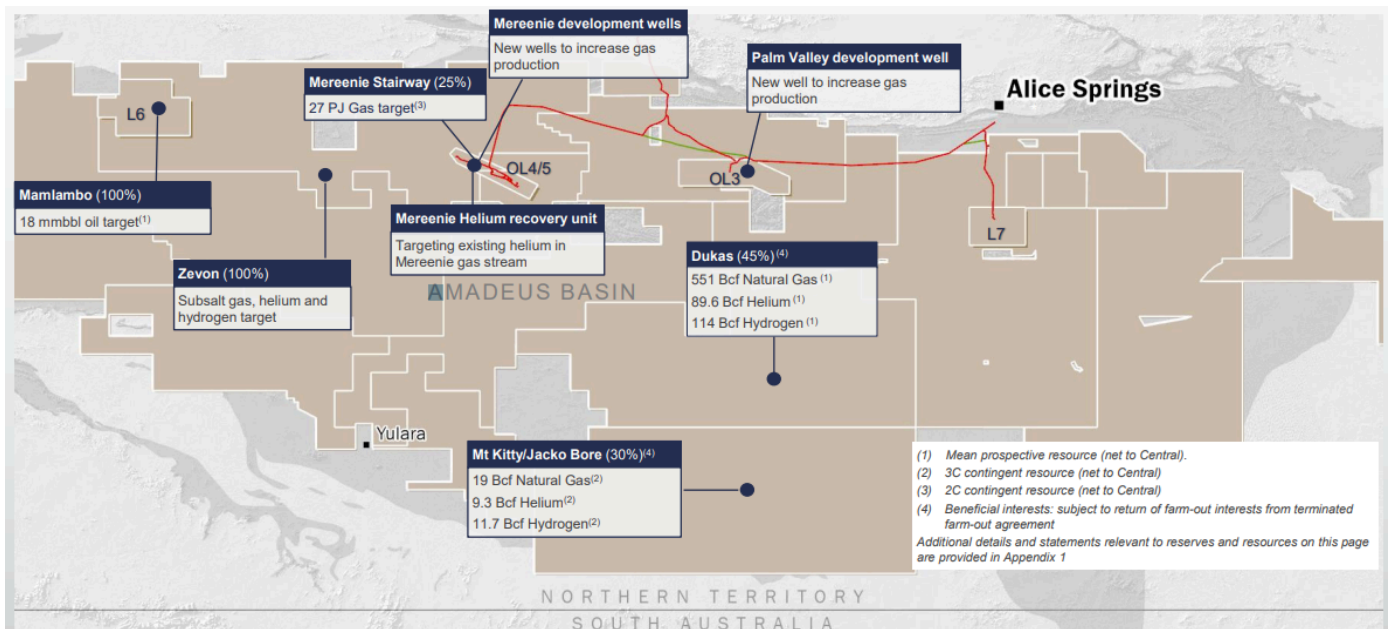 Mereenie development wells
New wells to increase gas
production
Palm Valley development well
New well to increase gas
production
Alice Springs
Mereenie Stairway (25%)
27 PJ Gas target(3)
L6
OL4/5
OL3
L7
Mamlambo (100%)
18 mmbbl oil target(1)
Mereenie Helium recovery unit
Targeting existing helium in
Mereenie gas stream
Zevon (100%)
Subsalt gas, helium and
hydrogen target
Dukas (45%)(4)
551 Bcf Natural Gas (1)
89.6 Bcf Helium (1)
114 Bcf Hydrogen (1)
AMADEUS BASIN
Yulara
Mt Kitty/Jacko Bore (30%)(4)
19 Bcf Natural Gas(2)
9.3 Bcf Helium(2)
11.7 Bcf Hydrogen(2)
(1) Mean prospective resource (net to Central).
(2) 3C contingent resource (net to Central)
(3) 2C contingent resource (net to Central)
(4) Beneficial interests: subject to return of farm-out interests from terminated
farm-out agreement
Additional details and statements relevant to reserves and resources on this page
are provided in Appendix 1
NORTHERN TERRITORY
SOUTH AUSTRALIA